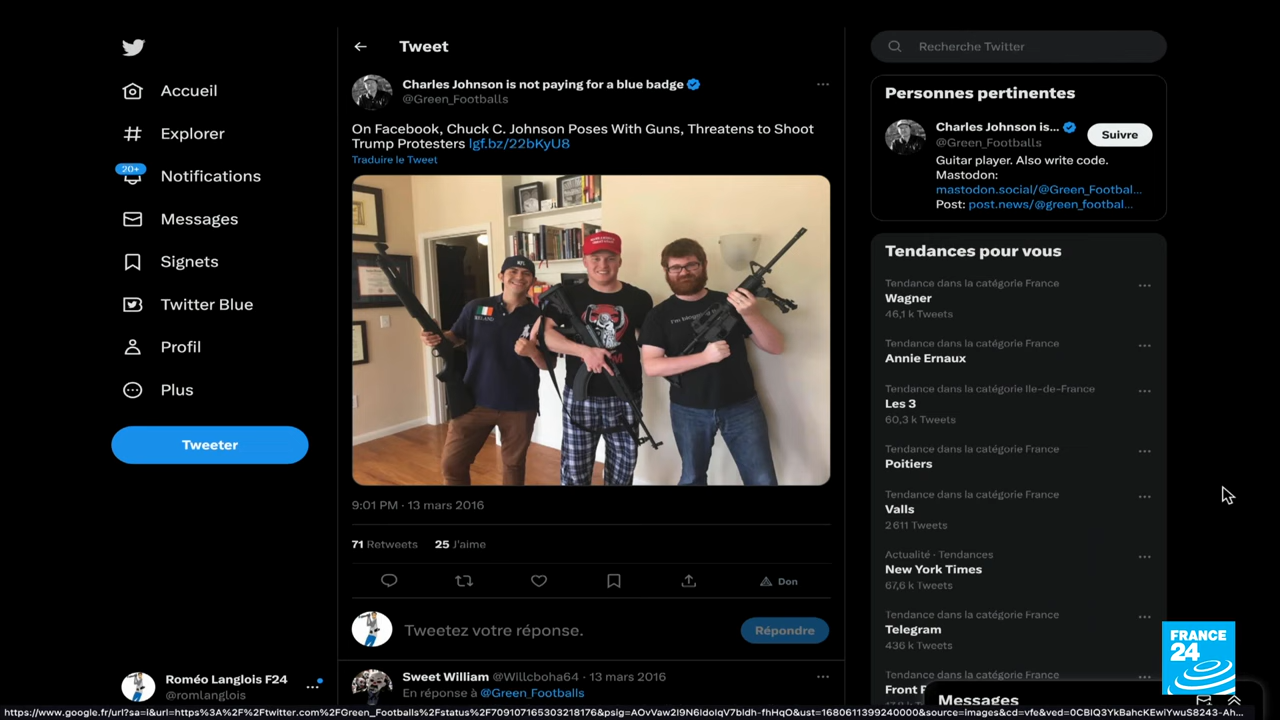 Tweet
Recherche Twitter
Accueil
Explorer
20+
Notifications
Messages
Signets
Twitter Blue
Profil
Plus
Tweeter
Roméo Langlois F24
@romlanglois
Charles Johnson is not paying for a blue badge
@Green_Footballs
On Facebook, Chuck C. Johnson Poses With Guns, Threatens to Shoot
Trump Protesters lgf.bz/22bKyU8
Traduire le Tweet
IRELAND
9:01 PM · 13 mars 2016
71 Retweets 25 J'aime
Don
Tweetez votre réponse.
Répondre
Sweet William @Willcboha64 · 13 mars 2016
En réponse à @Green_Footballs
Personnes pertinentes
Charles Johnson is...
@Green_Footballs
Suivre
Guitar player. Also write code.
Mastodon:
mastodon.social/@Green_Footbal...
Post: post.news/@green_footbal...
Tendances pour vous
Tendance dans la catégorie France
Wagner
46,1 k Tweets
Tendance dans la catégorie France
Annie Ernaux
Tendance dans la catégorie Ile-de-France
Les 3
60,3 k Tweets
Tendance dans la catégorie France
Poitiers
Tendance dans la catégorie France
Valls
2 611 Tweets
Actualité · Tendances
New York Times
67,6 k Tweets
Tendance dans la catégorie France
Telegram
436 k Tweets
Tendance dans la catégorie France
Front
Messages
FRANCE
24